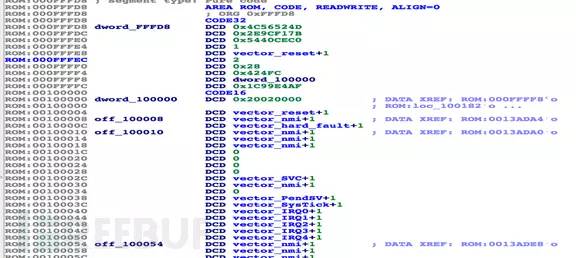 ROM:000FFFD8 ; Segment type: Pure code
ROM:000FFFD8 AREA ROM, CODE, READWRITE, ALIGN=0
ROM:000FFFD8 ; ORG 0xFFFD8
ROM:000FFFD8 CODE32
ROM:000FFFD8 dword_FFFD8 DCD 0x4C56524D
ROM:000FFFDC DCD 0x2E9CF17B
ROM:000FFFE0 DCD 0x5440CEC0
ROM:000FFFE4 DCD 1
ROM:000FFFE8 DCD vector_reset+1
ROM:000FFFEC DCD 2
ROM:000FFFF0 DCD 0x28
ROM:000FFFF4 DCD 0x424FC
ROM:000FFFF8 DCD dword_100000
ROM:000FFFFC DCD 0x1C99E4AF
ROM:00100000 CODE16
ROM:00100000 dword_100000 DCD 0x20020000 ; DATA XREF: ROM:000FFFF8↑o
ROM:00100000 ; ROM:loc_100182↑o ...
ROM:00100004 DCD vector_reset+1
ROM:00100008 off_100008 DCD vector_nmi+1 ; DATA XREF: ROM:0013ADA4↑o
ROM:0010000C DCD vector_hard_fault+1
ROM:00100010 off_100010 DCD vector_nmi+1 ; DATA XREF: ROM:0013ADA0↑o
ROM:00100014 DCD vector_nmi+1
ROM:00100018 DCD vector_nmi+1
ROM:0010001C DCD 0
ROM:00100020 DCD 0
ROM:00100024 DCD 0
ROM:00100028 DCD 0
ROM:0010002C DCD vector_SVC+1
ROM:00100030 DCD vector_nmi+1
ROM:00100034 DCD 0
ROM:00100038 DCD vector_PendSV+1
ROM:0010003C DCD vector_SysTick+1
ROM:00100040 DCD vector_IRQ0+1
ROM:00100044 DCD vector_IRQ1+1
ROM:00100048 DCD vector_IRQ2+1
ROM:0010004C DCD vector_IRQ3+1
ROM:00100050 DCD vector_IRQ4+1
ROM:00100054 off_100054 DCD vector_nmi+1 ; DATA XREF: ROM:0013ADE8↑o
ROM:00100058 DCD vector_nmi+1
ROM:0010005C DCD vector_nmi+1